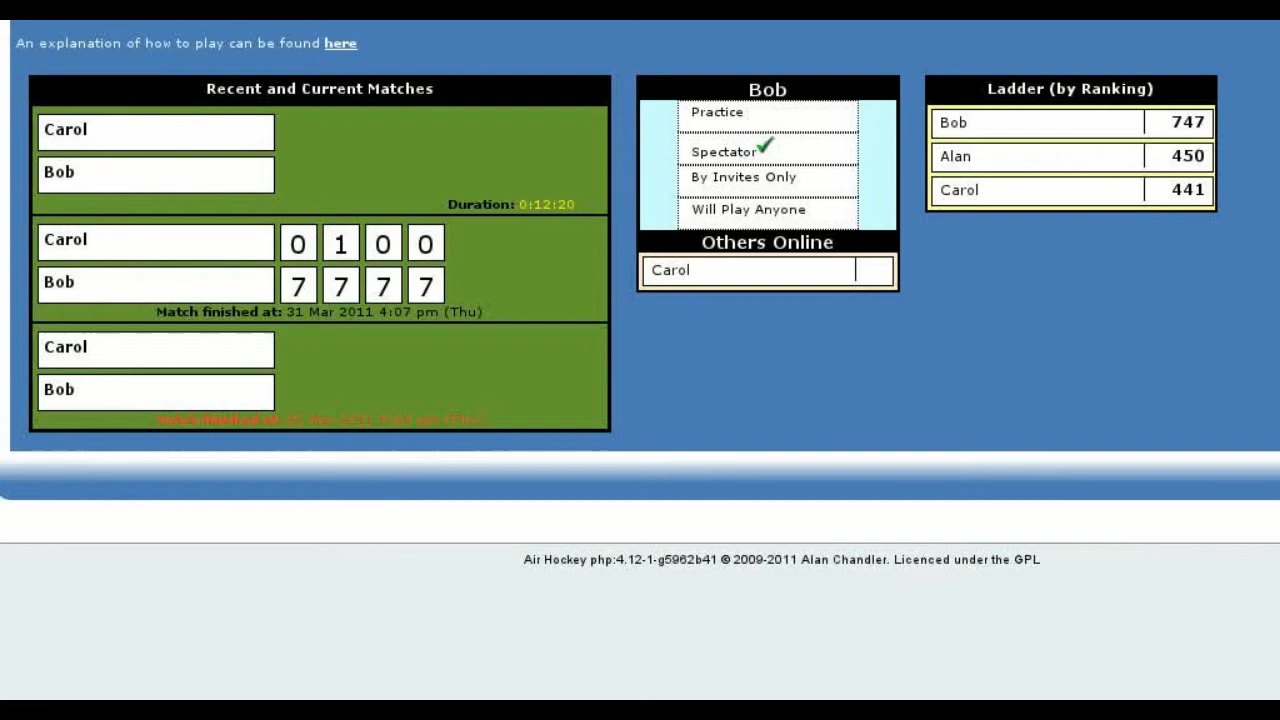 An explanation of how to play can be found here
Recent and Current Matches
Carol
Bob
Duration: 0:12:20
Carol 0 1 0 0
Bob 7 7 7 7
Match finished at: 31 Mar 2011 4:07 pm (Thu)
Carol
Bob
Match finished at:
Bob
Practice
Spectator
By Invites Only
Will Play Anyone
Others Online
Carol
Ladder (by Ranking)
Bob 747
Alan 450
Carol 441
Air Hockey php:4.12-1-g5962b41 © 2009-2011 Alan Chandler. Licenced under the GPL